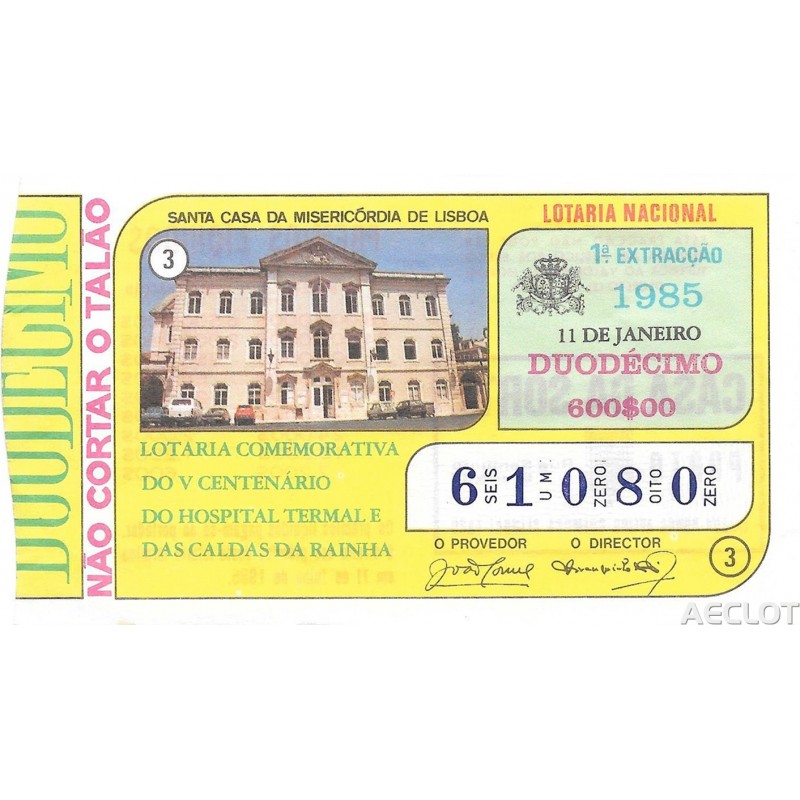 DUODÉCIMO
NÃO CORTAR O TALÃO
SANTA CASA DA MISERICÓRDIA DE LISBOA
LOTARIA NACIONAL
3
1ª EXTRACÇÃO
1985
11 DE JANEIRO
DUODÉCIMO
600$00
LOTARIA COMEMORATIVA
DO V CENTENÁRIO
DO HOSPITAL TERMAL E
DAS CALDAS DA RAINHA
6 SEIS 1 UM 0 ZERO 8 OITO 0 ZERO
O PROVEDOR O DIRECTOR
3
AECLOT